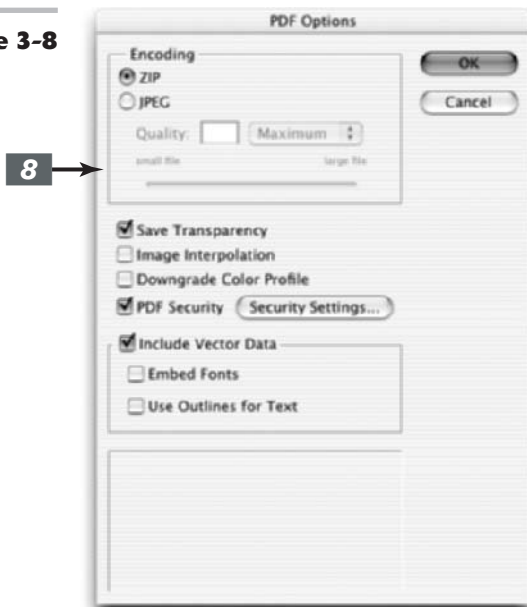 PDF Options
e 3-8
Encoding
ZIP
JPEG
Quality: Maximum
small file large file
8
OK
Cancel
Save Transparency
Image Interpolation
Downgrade Color Profile
PDF Security Security Settings...
Include Vector Data
Embed Fonts
Use Outlines for Text